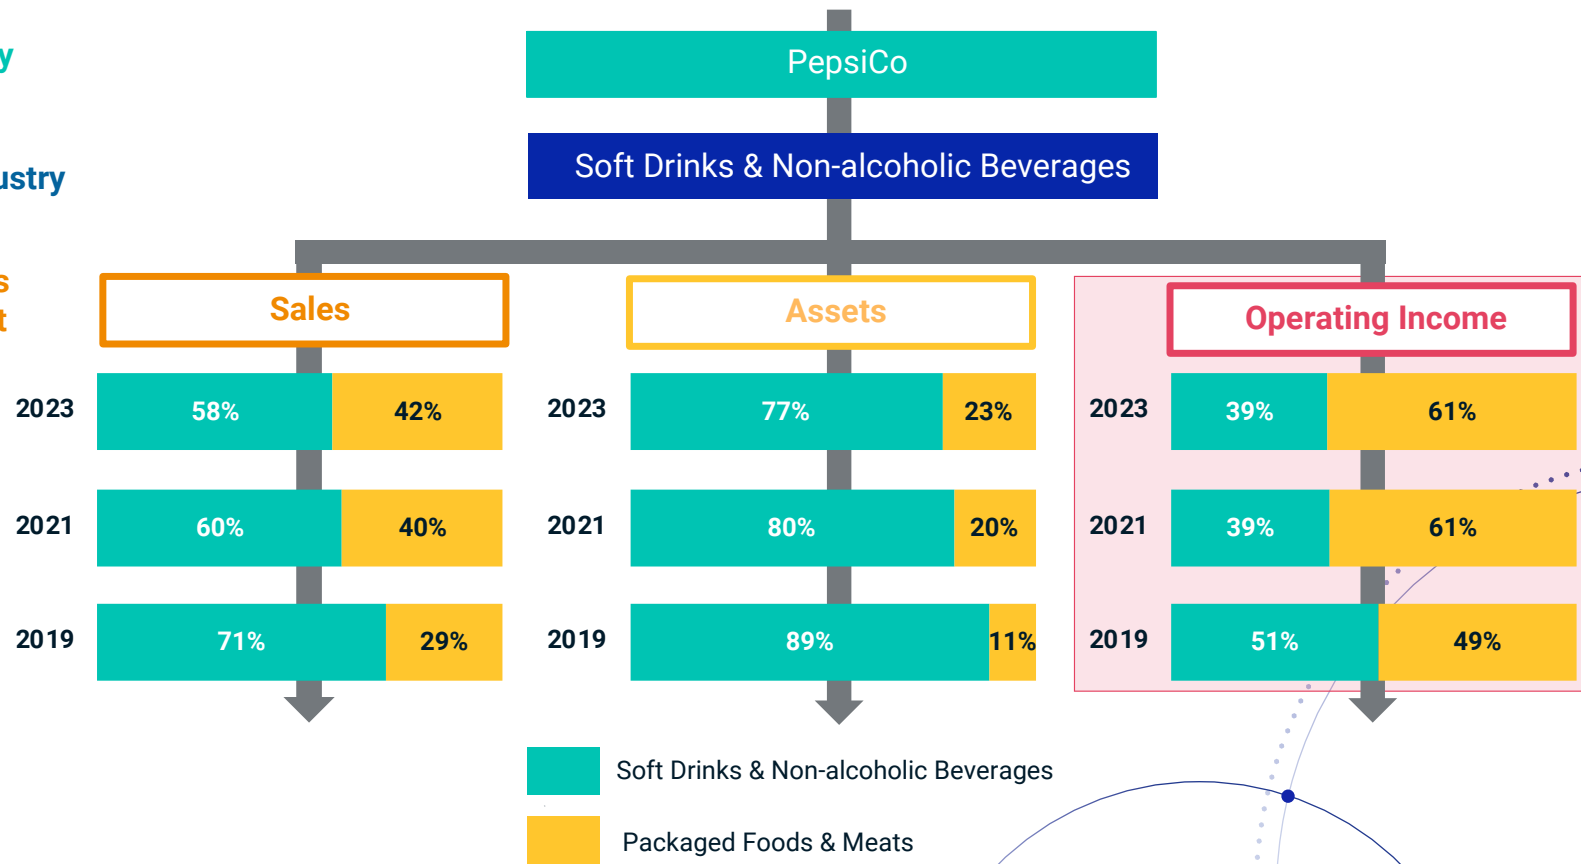 PepsiCo
Soft Drinks & Non-alcoholic Beverages
Sales
Assets
Operating Income
2023 58% 42%
2023 77% 23%
2023 39% 61%
2021 60% 40%
2021 80% 20%
2021 39% 61%
2019 71% 29%
2019 89% 11%
2019 51% 49%
Soft Drinks & Non-alcoholic Beverages
Packaged Foods & Meats